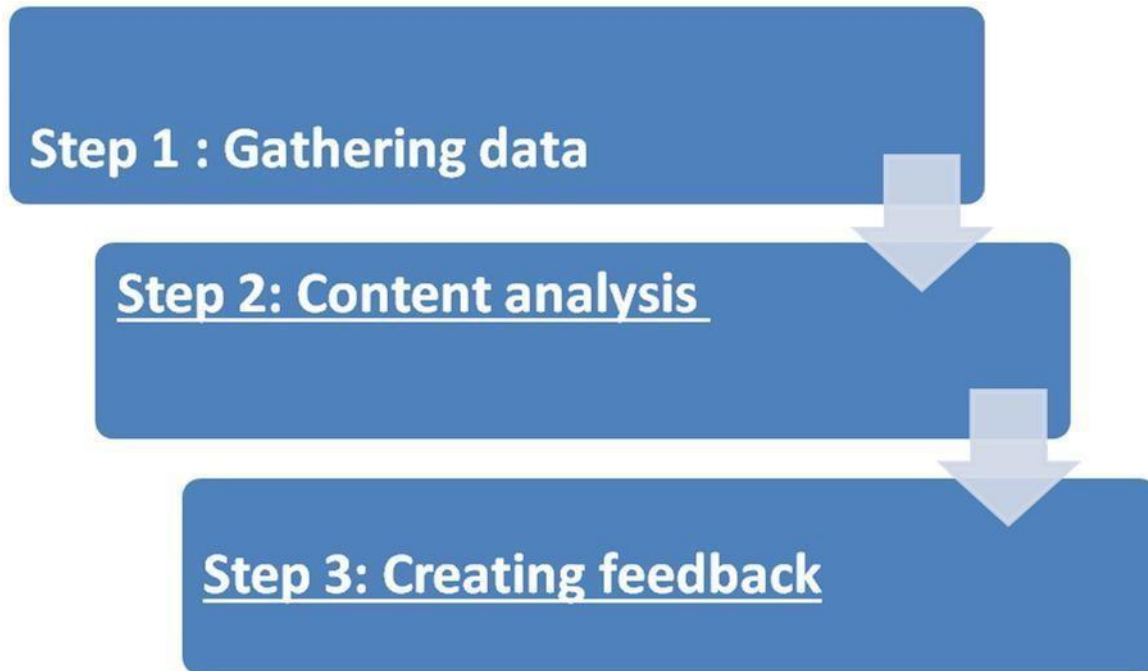 Step 1 : Gathering data
Step 2: Content analysis
Step 3: Creating feedback